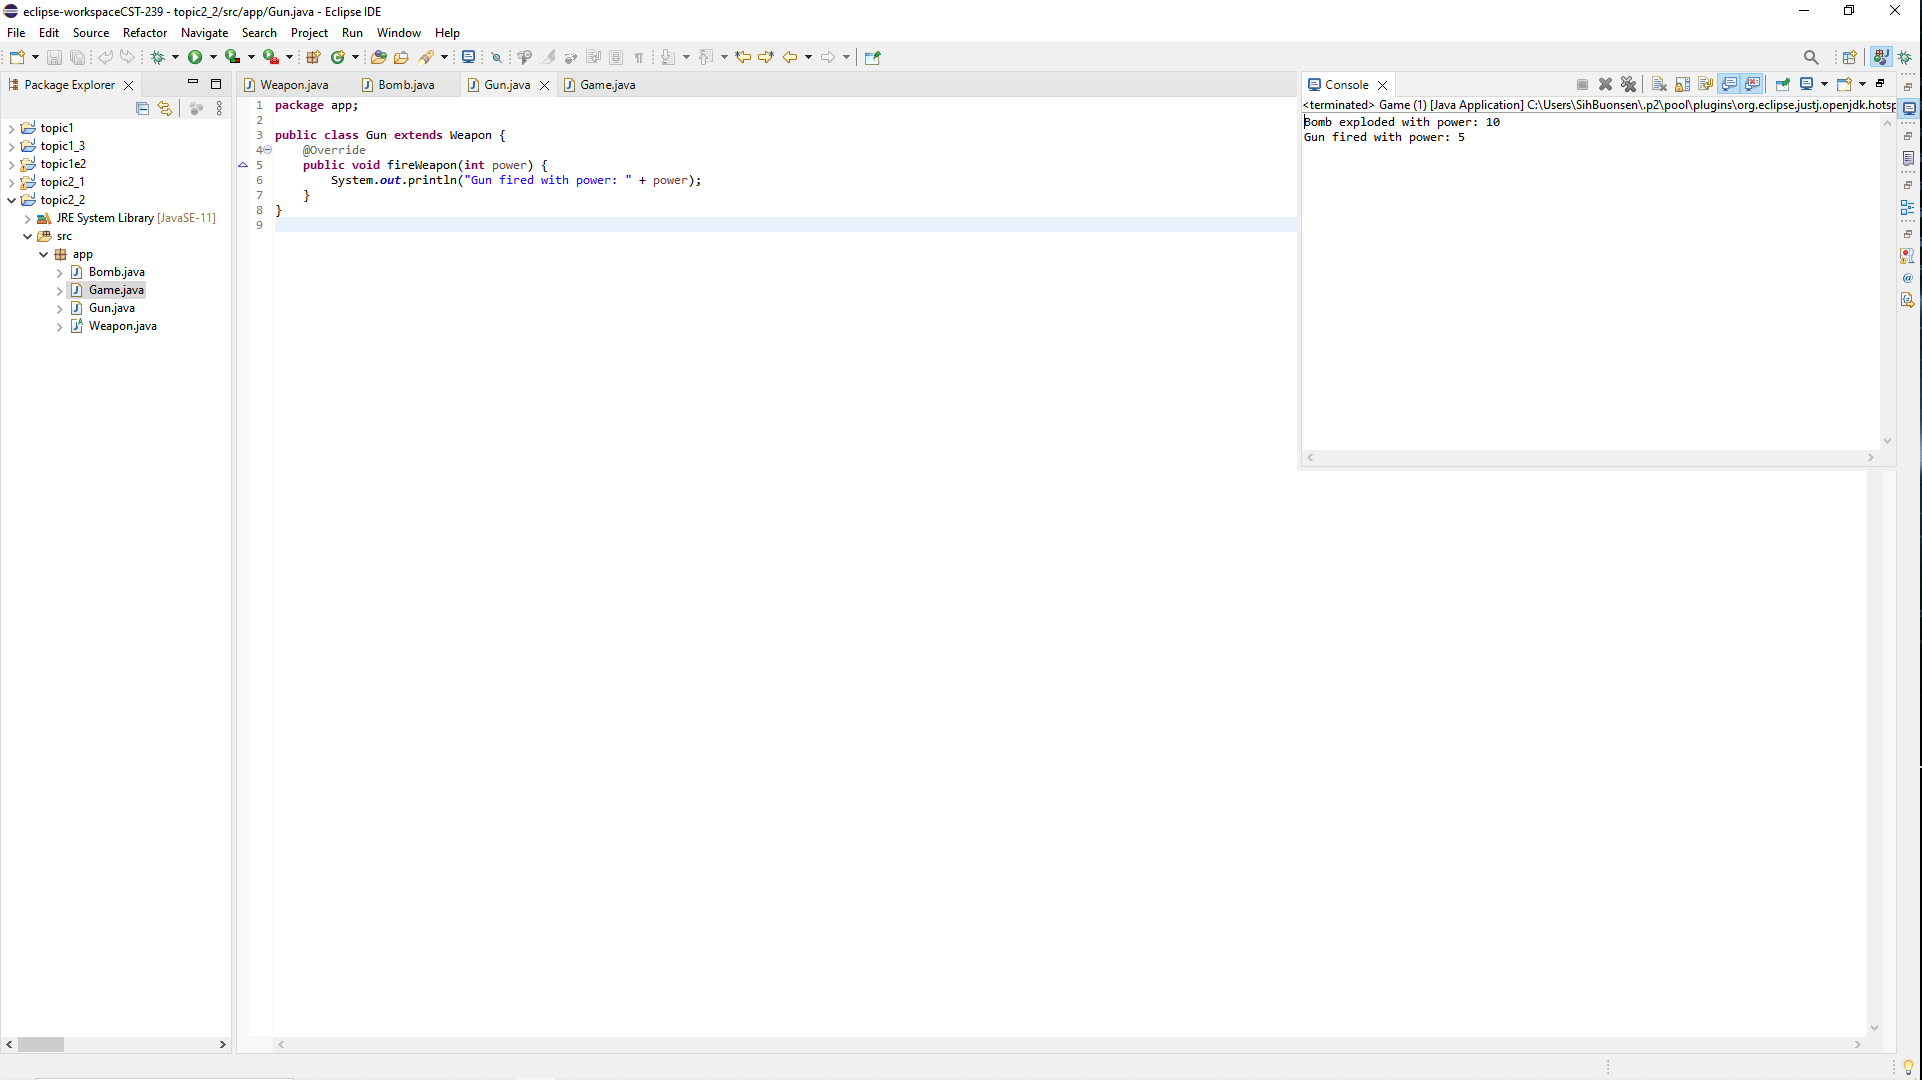 eclipse-workspaceCST-239 - topic2_2/src/app/Gun.java - Eclipse IDE
File Edit Source Refactor Navigate Search Project Run Window Help
Package Explorer
topic1
topic1_3
topic1e2
topic2_1
topic2_2
JRE System Library [JavaSE-11]
src
app
Bomb.java
Game.java
Gun.java
Weapon.java
Weapon.java Bomb.java Gun.java Game.java
1 package app;
2
3 public class Gun extends Weapon {
4 @Override
5 public void fireWeapon(int power) {
6 System.out.println("Gun fired with power: " + power);
7 }
8 }
9
Console
<terminated> Game (1) [Java Application] C:\Users\SihBuonsen\.p2\pool\plugins\org.eclipse.justj.openjdk.hotsp
Bomb exploded with power: 10
Gun fired with power: 5